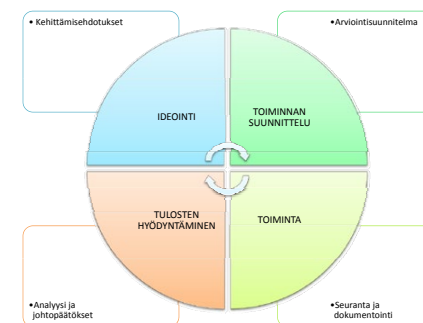 • Kehittämisehdotukset
•Arviointisuunnitelma
IDEOINTI
TOIMINNAN
SUUNNITTELU
TULOSTEN
HYÖDYNTÄMINEN
TOIMINTA
•Analyysi ja
johtopäätökset
•Seuranta ja
dokumentointi